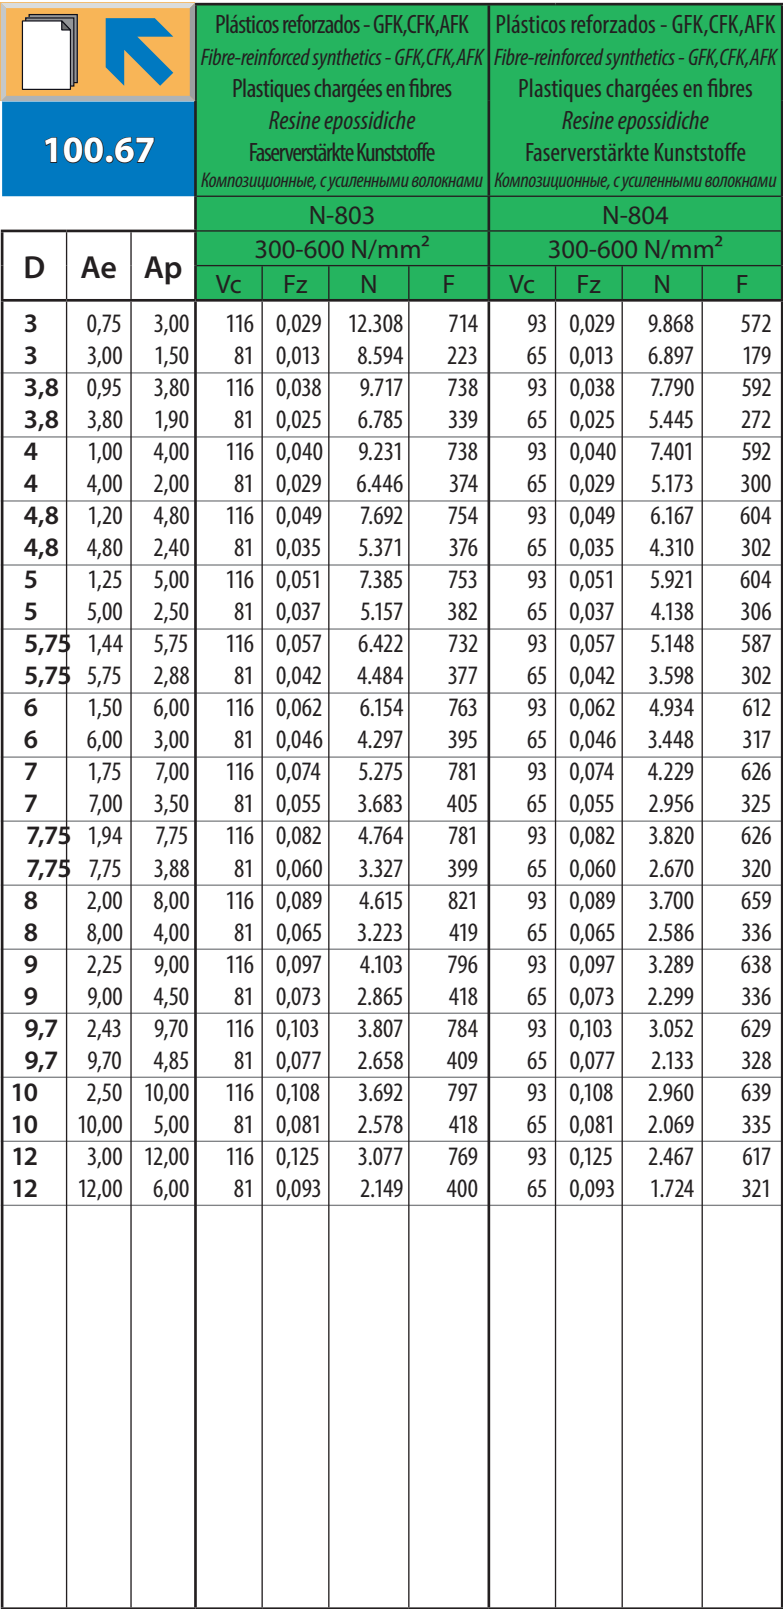 Plásticos reforzados - GFK,CFK,AFK Plásticos reforzados - GFK,CFK,AFK
Fibre-reinforced synthetics - GFK,CFK,AFK Fibre-reinforced synthetics - GFK,CFK,AFK
Plastiques chargées en fibres Plastiques chargées en fibres
Resine epossidiche Resine epossidiche
100.67 Faserverstärkte Kunststoffe Faserverstärkte Kunststoffe
Композиционные, с усиленными волокнами Композиционные, с усиленными волокнами
N-803 N-804
300-600 N/mm² 300-600 N/mm²
D Ae Ap Vc Fz N F Vc Fz N F
3 0,75 3,00 116 0,029 12.308 714 93 0,029 9.868 572
3 3,00 1,50 81 0,013 8.594 223 65 0,013 6.897 179
3,8 0,95 3,80 116 0,038 9.717 738 93 0,038 7.790 592
3,8 3,80 1,90 81 0,025 6.785 339 65 0,025 5.445 272
4 1,00 4,00 116 0,040 9.231 738 93 0,040 7.401 592
4 4,00 2,00 81 0,029 6.446 374 65 0,029 5.173 300
4,8 1,20 4,80 116 0,049 7.692 754 93 0,049 6.167 604
4,8 4,80 2,40 81 0,035 5.371 376 65 0,035 4.310 302
5 1,25 5,00 116 0,051 7.385 753 93 0,051 5.921 604
5 5,00 2,50 81 0,037 5.157 382 65 0,037 4.138 306
5,75 1,44 5,75 116 0,057 6.422 732 93 0,057 5.148 587
5,75 5,75 2,88 81 0,042 4.484 377 65 0,042 3.598 302
6 1,50 6,00 116 0,062 6.154 763 93 0,062 4.934 612
6 6,00 3,00 81 0,046 4.297 395 65 0,046 3.448 317
7 1,75 7,00 116 0,074 5.275 781 93 0,074 4.229 626
7 7,00 3,50 81 0,055 3.683 405 65 0,055 2.956 325
7,75 1,94 7,75 116 0,082 4.764 781 93 0,082 3.820 626
7,75 7,75 3,88 81 0,060 3.327 399 65 0,060 2.670 320
8 2,00 8,00 116 0,089 4.615 821 93 0,089 3.700 659
8 8,00 4,00 81 0,065 3.223 419 65 0,065 2.586 336
9 2,25 9,00 116 0,097 4.103 796 93 0,097 3.289 638
9 9,00 4,50 81 0,073 2.865 418 65 0,073 2.299 336
9,7 2,43 9,70 116 0,103 3.807 784 93 0,103 3.052 629
9,7 9,70 4,85 81 0,077 2.658 409 65 0,077 2.133 328
10 2,50 10,00 116 0,108 3.692 797 93 0,108 2.960 639
10 10,00 5,00 81 0,081 2.578 418 65 0,081 2.069 335
12 3,00 12,00 116 0,125 3.077 769 93 0,125 2.467 617
12 12,00 6,00 81 0,093 2.149 400 65 0,093 1.724 321